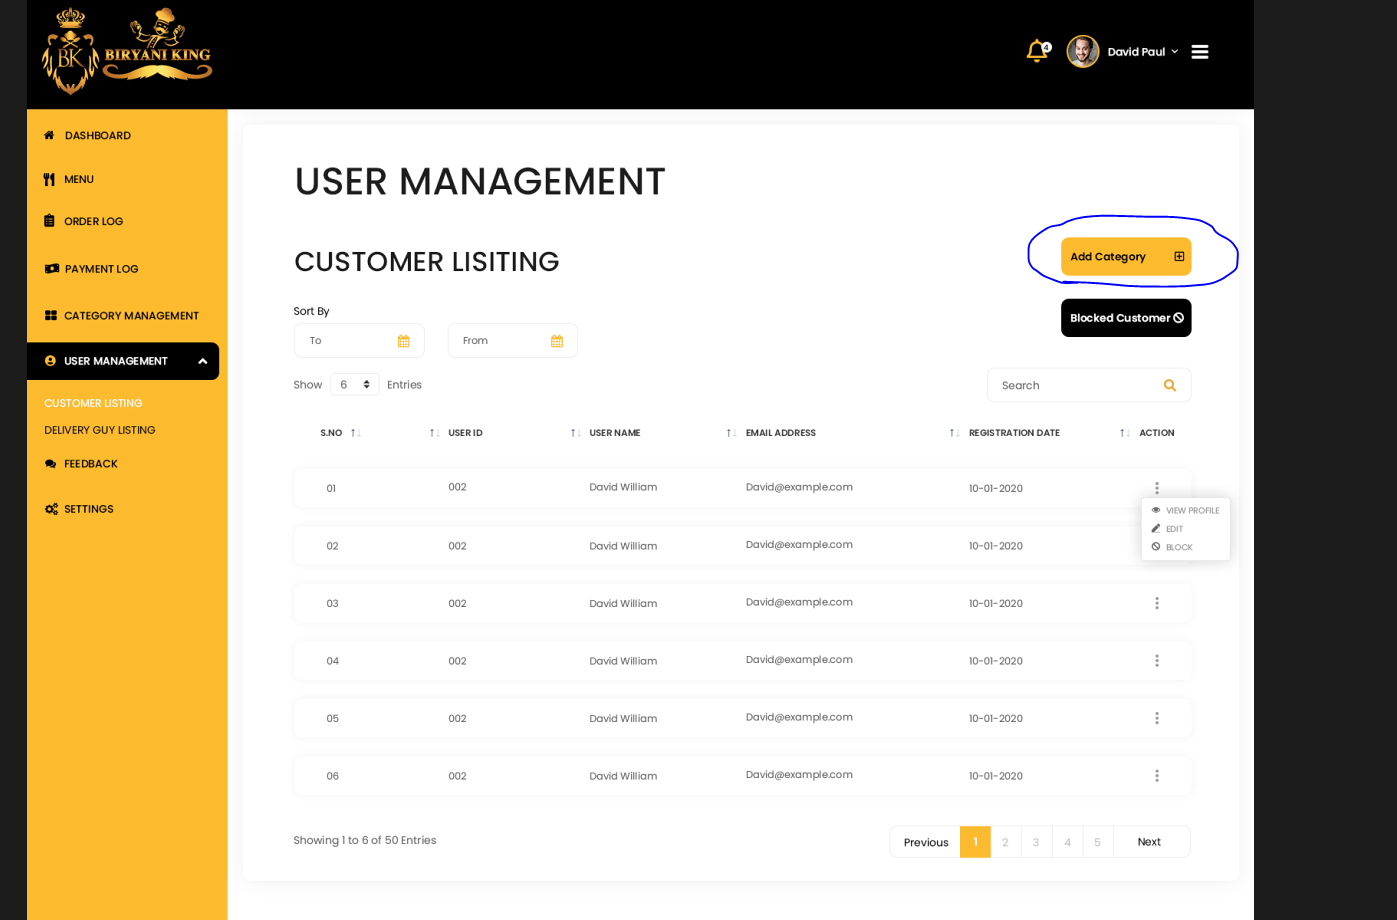 BK
BIRYANI KING
4
David Paul
DASHBOARD
MENU
ORDER LOG
PAYMENT LOG
CATEGORY MANAGEMENT
USER MANAGEMENT
CUSTOMER LISTING
DELIVERY GUY LISTING
FEEDBACK
SETTINGS
USER MANAGEMENT
CUSTOMER LISITING
Add Category
Sort By
Blocked Customer
To From
Show 6 Entries
Search
S.NO USER ID USER NAME EMAIL ADDRESS REGISTRATION DATE ACTION
01 002 David William David@example.com 10-01-2020
VIEW PROFILE
EDIT
BLOCK
02 002 David William David@example.com 10-01-2020
03 002 David William David@example.com 10-01-2020
04 002 David William David@example.com 10-01-2020
05 002 David William David@example.com 10-01-2020
06 002 David William David@example.com 10-01-2020
Showing 1 to 6 of 50 Entries
Previous 1 2 3 4 5 Next